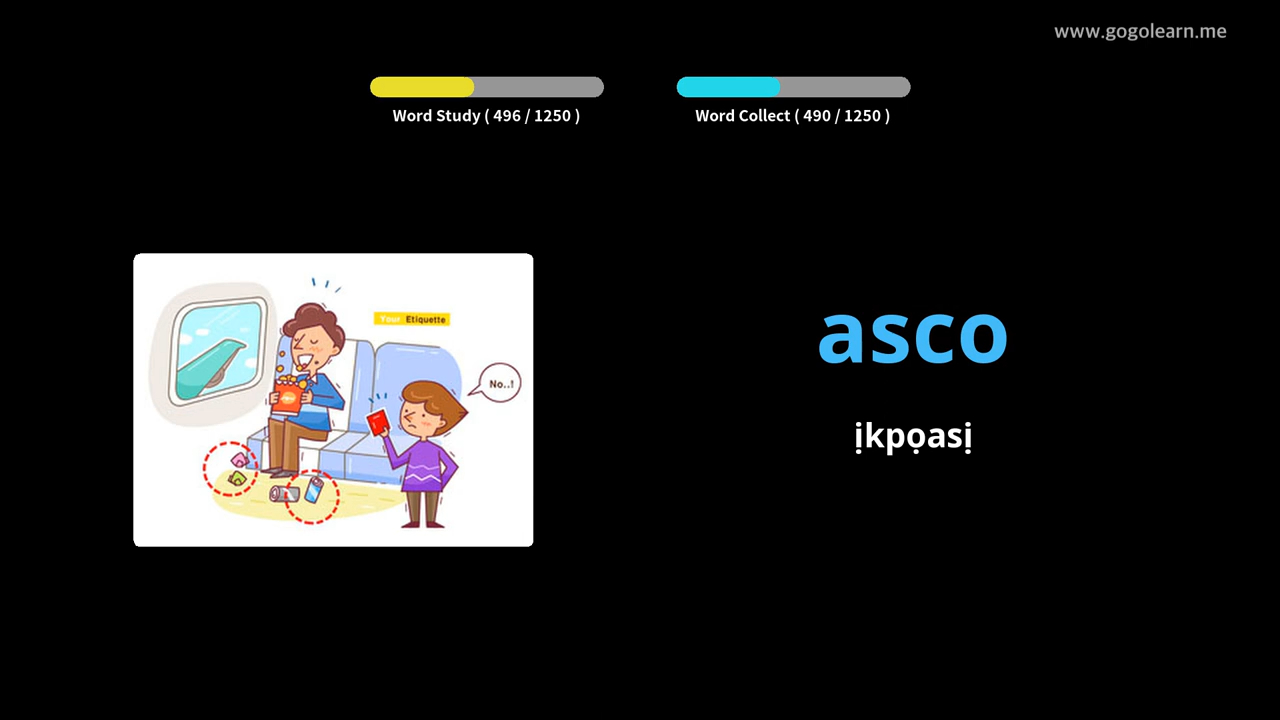 www.gogolearn.me
Word Study ( 496 / 1250 )
Word Collect ( 490 / 1250 )
Your Etiquette
No..!
asco
ịkpọasị